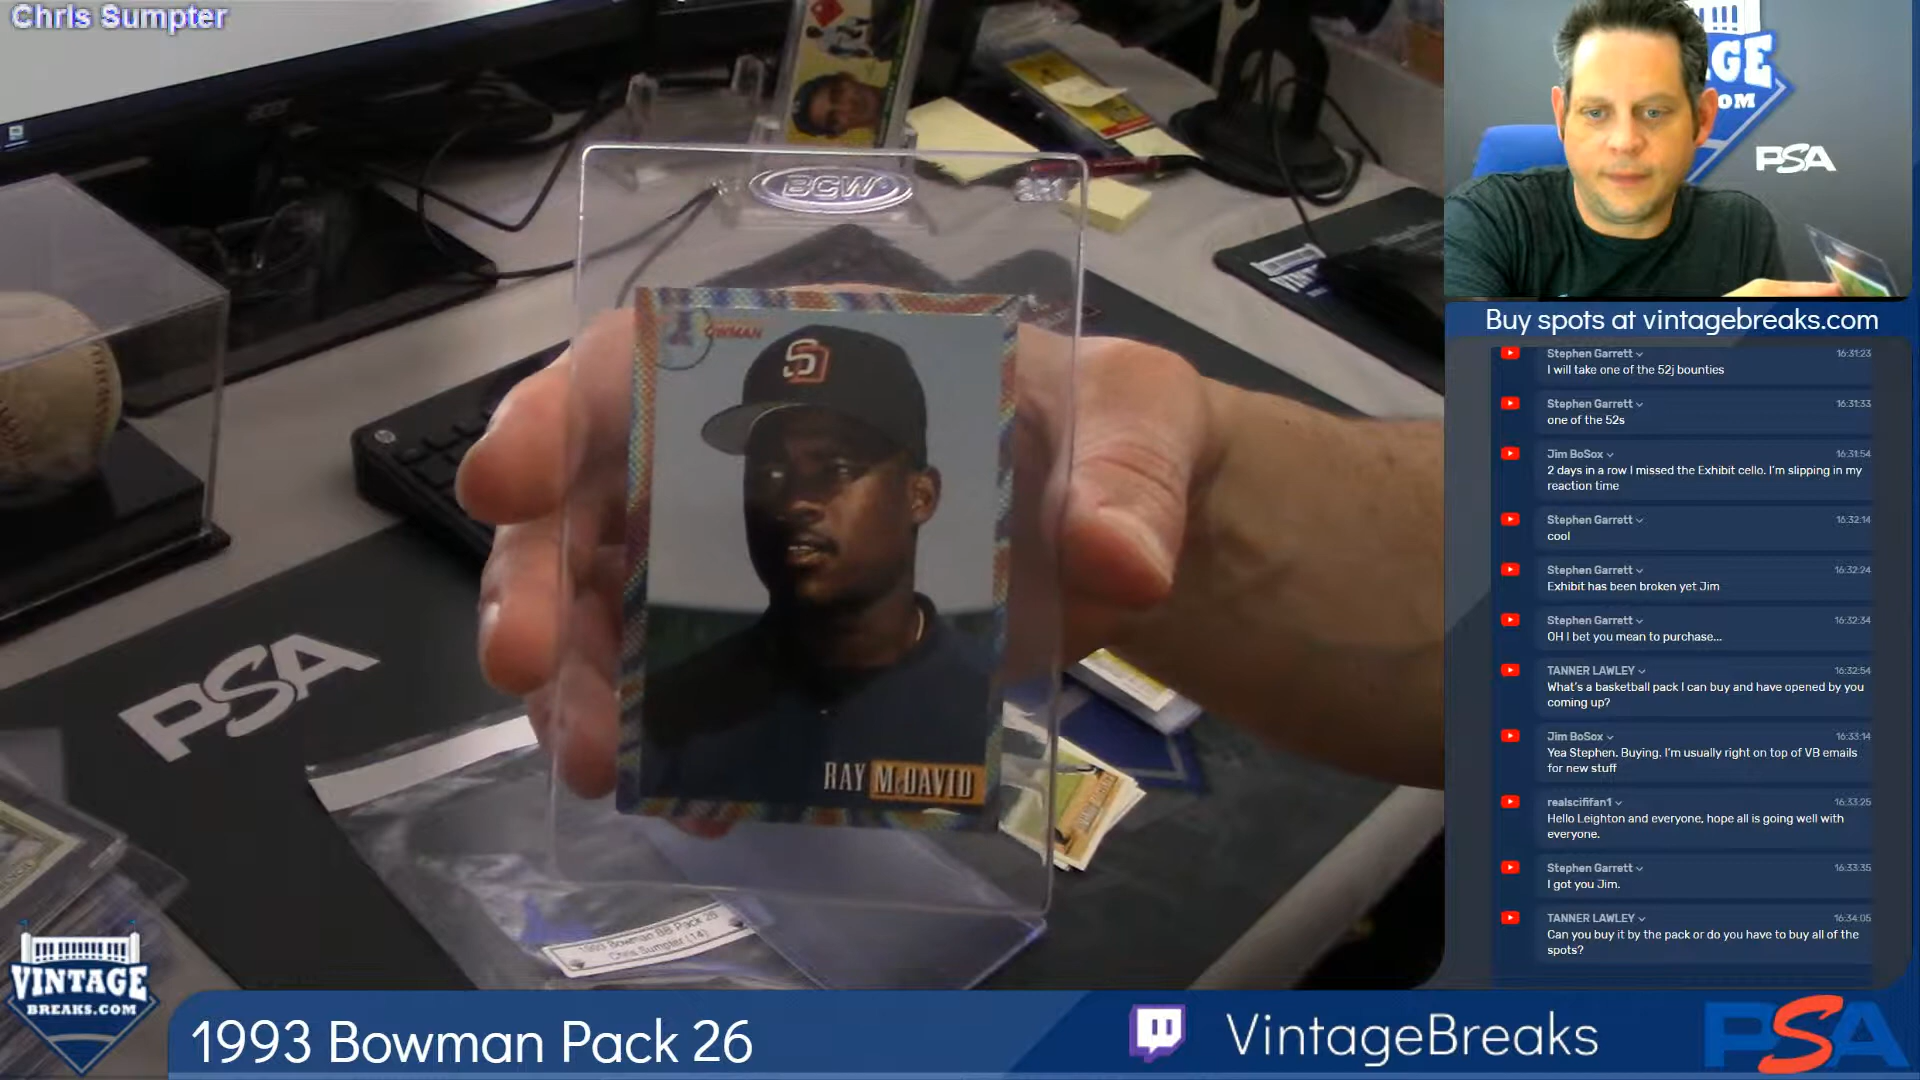 Chris Sumpter
BCW
BOWMAN
SD
RAY McDAVID
PSA
1993 Bowman BB Pack 26
Chris Sumpter (14)
VINTAGE
BREAKS.COM
1993 Bowman Pack 26
VintageBreaks
PSA
GE
OM
PSA
Buy spots at vintagebreaks.com
Stephen Garrett 16:31:23
I will take one of the 52j bounties
Stephen Garrett 16:31:33
one of the 52s
Jim BoSox 16:31:54
2 days in a row I missed the Exhibit cello. I'm slipping in my
reaction time
Stephen Garrett 16:32:14
cool
Stephen Garrett 16:32:24
Exhibit has been broken yet Jim
Stephen Garrett 16:32:34
OH I bet you mean to purchase...
TANNER LAWLEY 16:32:54
What's a basketball pack I can buy and have opened by you
coming up?
Jim BoSox 16:33:14
Yea Stephen. Buying. I'm usually right on top of VB emails
for new stuff
realscififan1 16:33:25
Hello Leighton and everyone, hope all is going well with
everyone.
Stephen Garrett 16:33:35
I got you Jim.
TANNER LAWLEY 16:34:05
Can you buy it by the pack or do you have to buy all of the
spots?